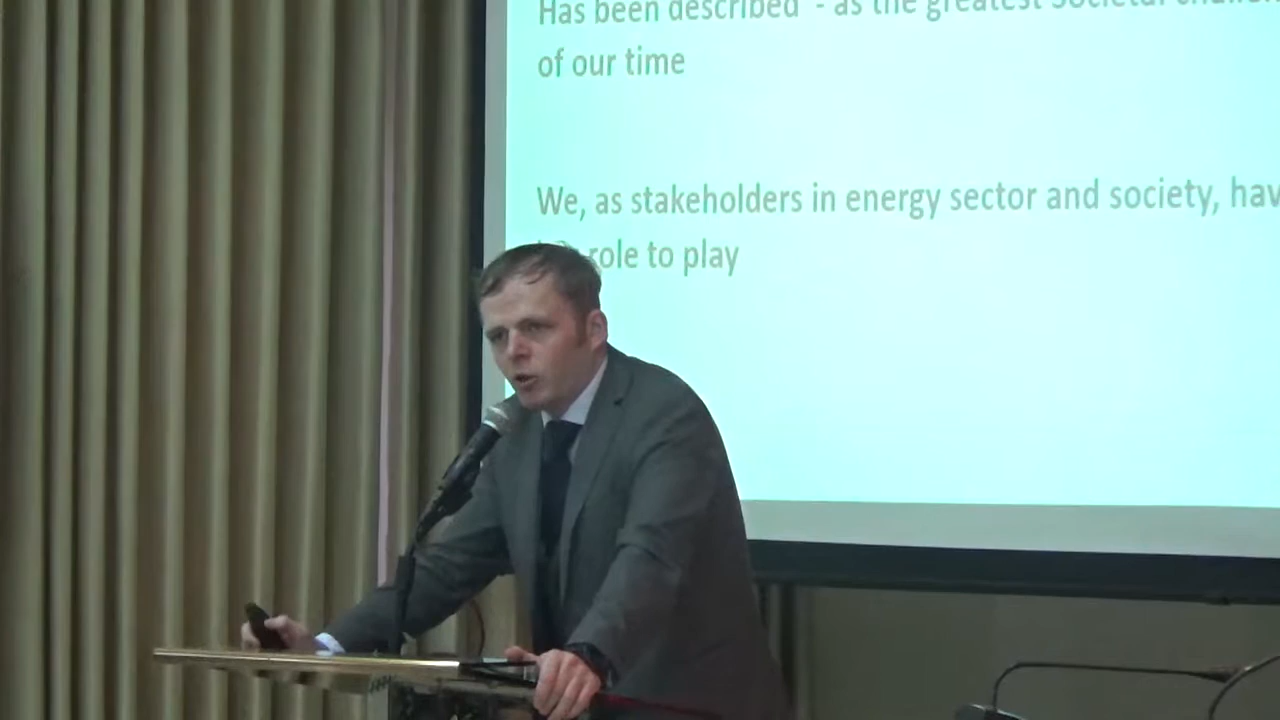 Has been described - as the greatest societal
of our time
We, as stakeholders in energy sector and society,
role to play